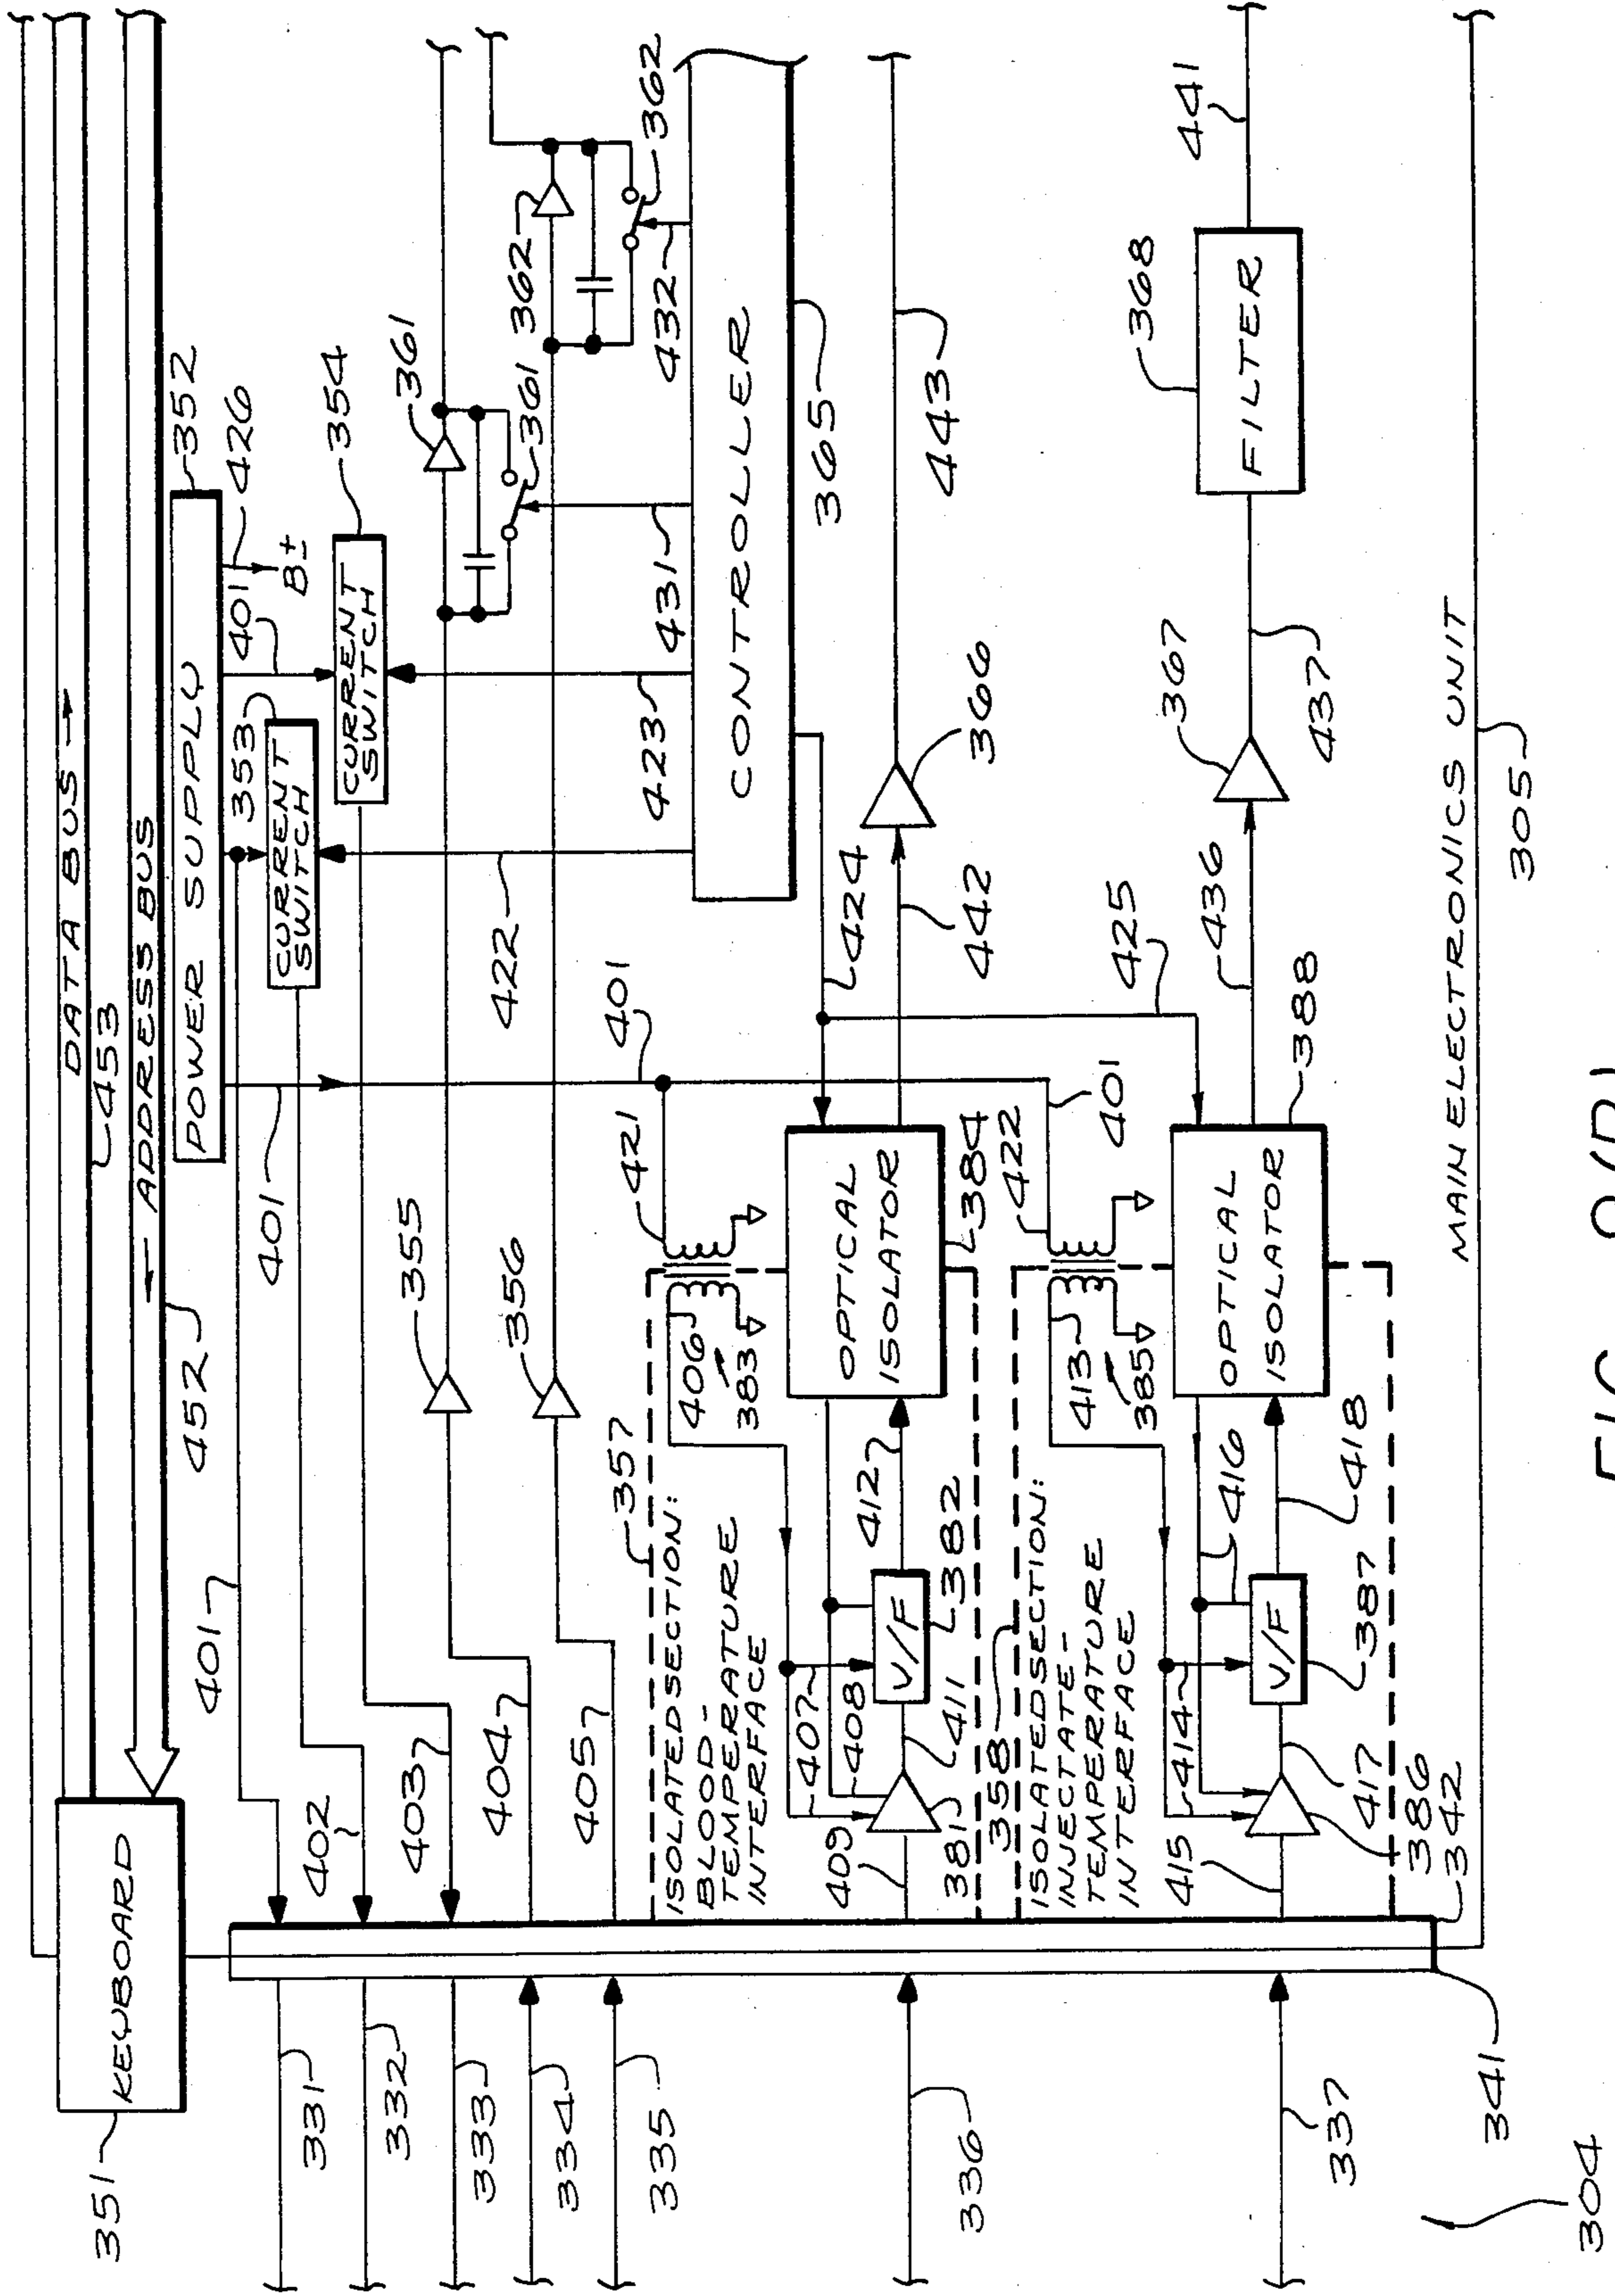 351
KEYBOARD
DATA BUS
453
ADDRESS BUS
452
POWER SUPPLY
352
426
B±
401
353
354
CURRENT
SWITCH
CURRENT
SWITCH
401
401
402
403
404
405
331
332
333
334
335
336
337
355
356
361
361
362
362
422
423
431
432
CONTROLLER
365
401
421
357
ISOLATED SECTION:
BLOOD-
TEMPERATURE
INTERFACE
406
383
OPTICAL
ISOLATOR
384
424
442
366
443
407
408
409
381
411
V/F
382
412
358
ISOLATED SECTION:
INJECTATE-
TEMPERATURE
INTERFACE
413
385
422
401
OPTICAL
ISOLATOR
388
425
436
367
437
FILTER
368
441
414
415
416
417
V/F
387
418
386
342
341
304
MAIN ELECTRONICS UNIT
305